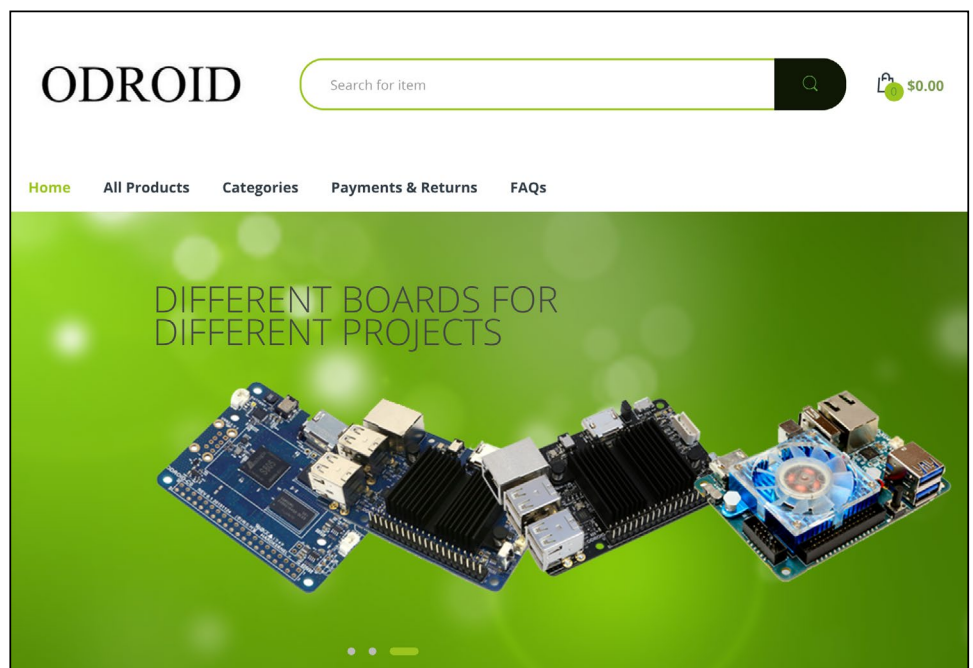 ODROID
Search for item
0
$0.00
Home
All Products
Categories
Payments & Returns
FAQs
DIFFERENT BOARDS FOR
DIFFERENT PROJECTS
ODROID